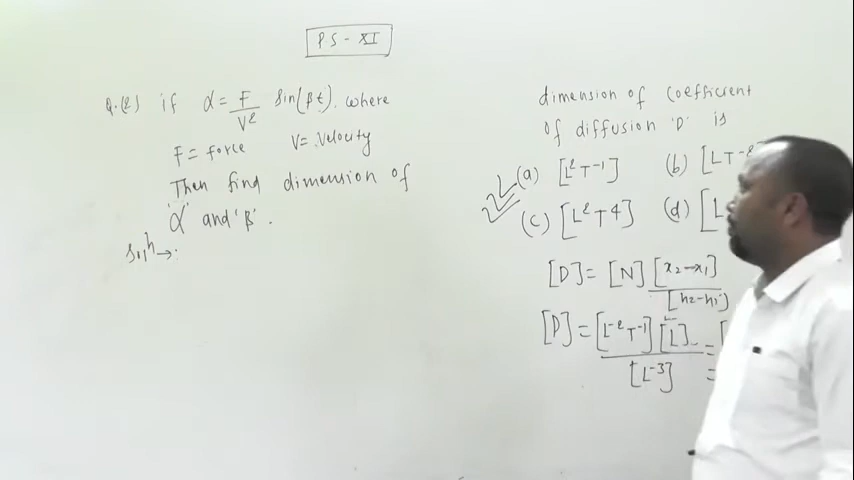 PS - XI
Q.(2) if α = F/V² sin(βt). where
F = force V = velocity
Then find dimension of
'α' and 'β'.
Solⁿ →
dimension of coefficient
of diffusion 'D' is
(a) [L²T⁻¹] (b) [LT⁻²
(c) [L²T4] (d) [L
[D] = [N] [x₂→x₁] / [n₂-n₁]
[D] = [L⁻²T⁻¹] [L] / [L⁻³] = [
=